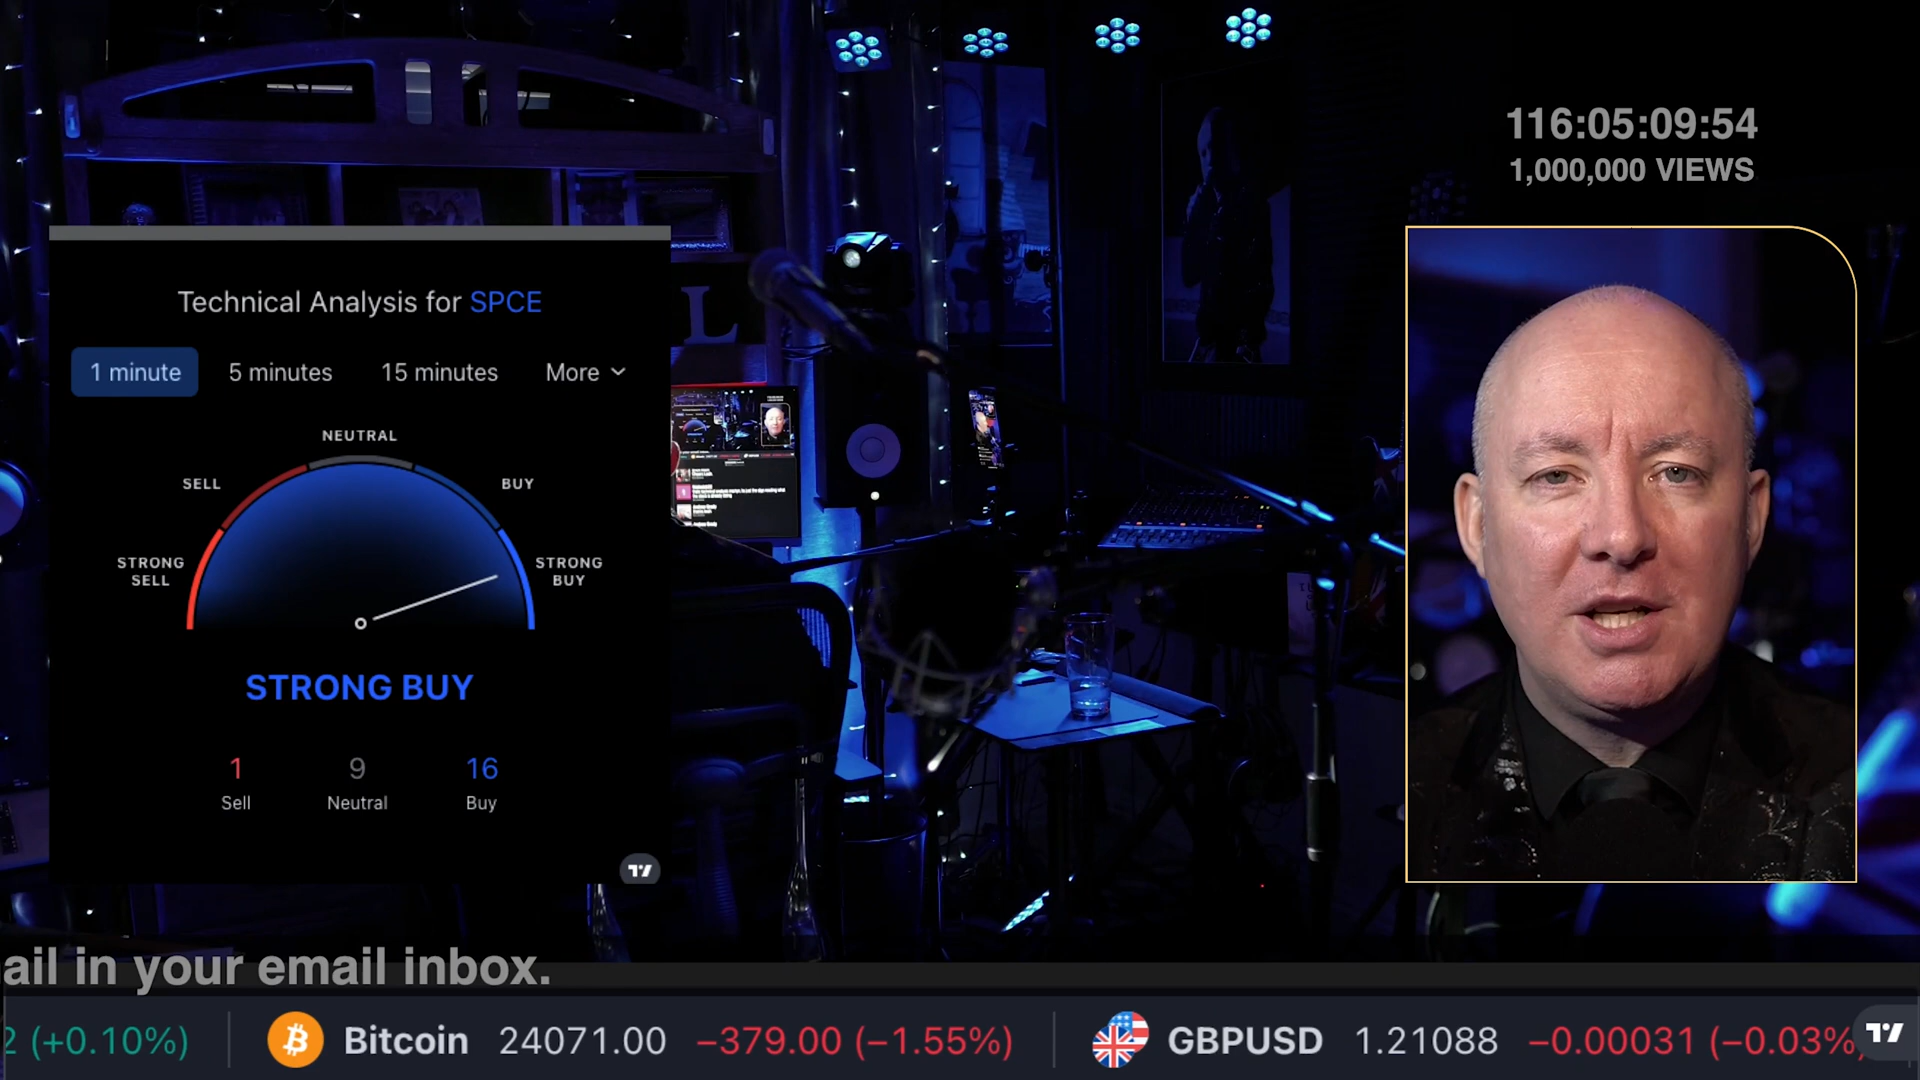 116:05:09:54
1,000,000 VIEWS
Technical Analysis for SPCE
1 minute 5 minutes 15 minutes More
NEUTRAL
SELL BUY
STRONG SELL STRONG BUY
STRONG BUY
1 9 16
Sell Neutral Buy
L
ail in your email inbox.
2 (+0.10%) Bitcoin 24071.00 −379.00 (−1.55%) GBPUSD 1.21088 −0.00031 (−0.03%)